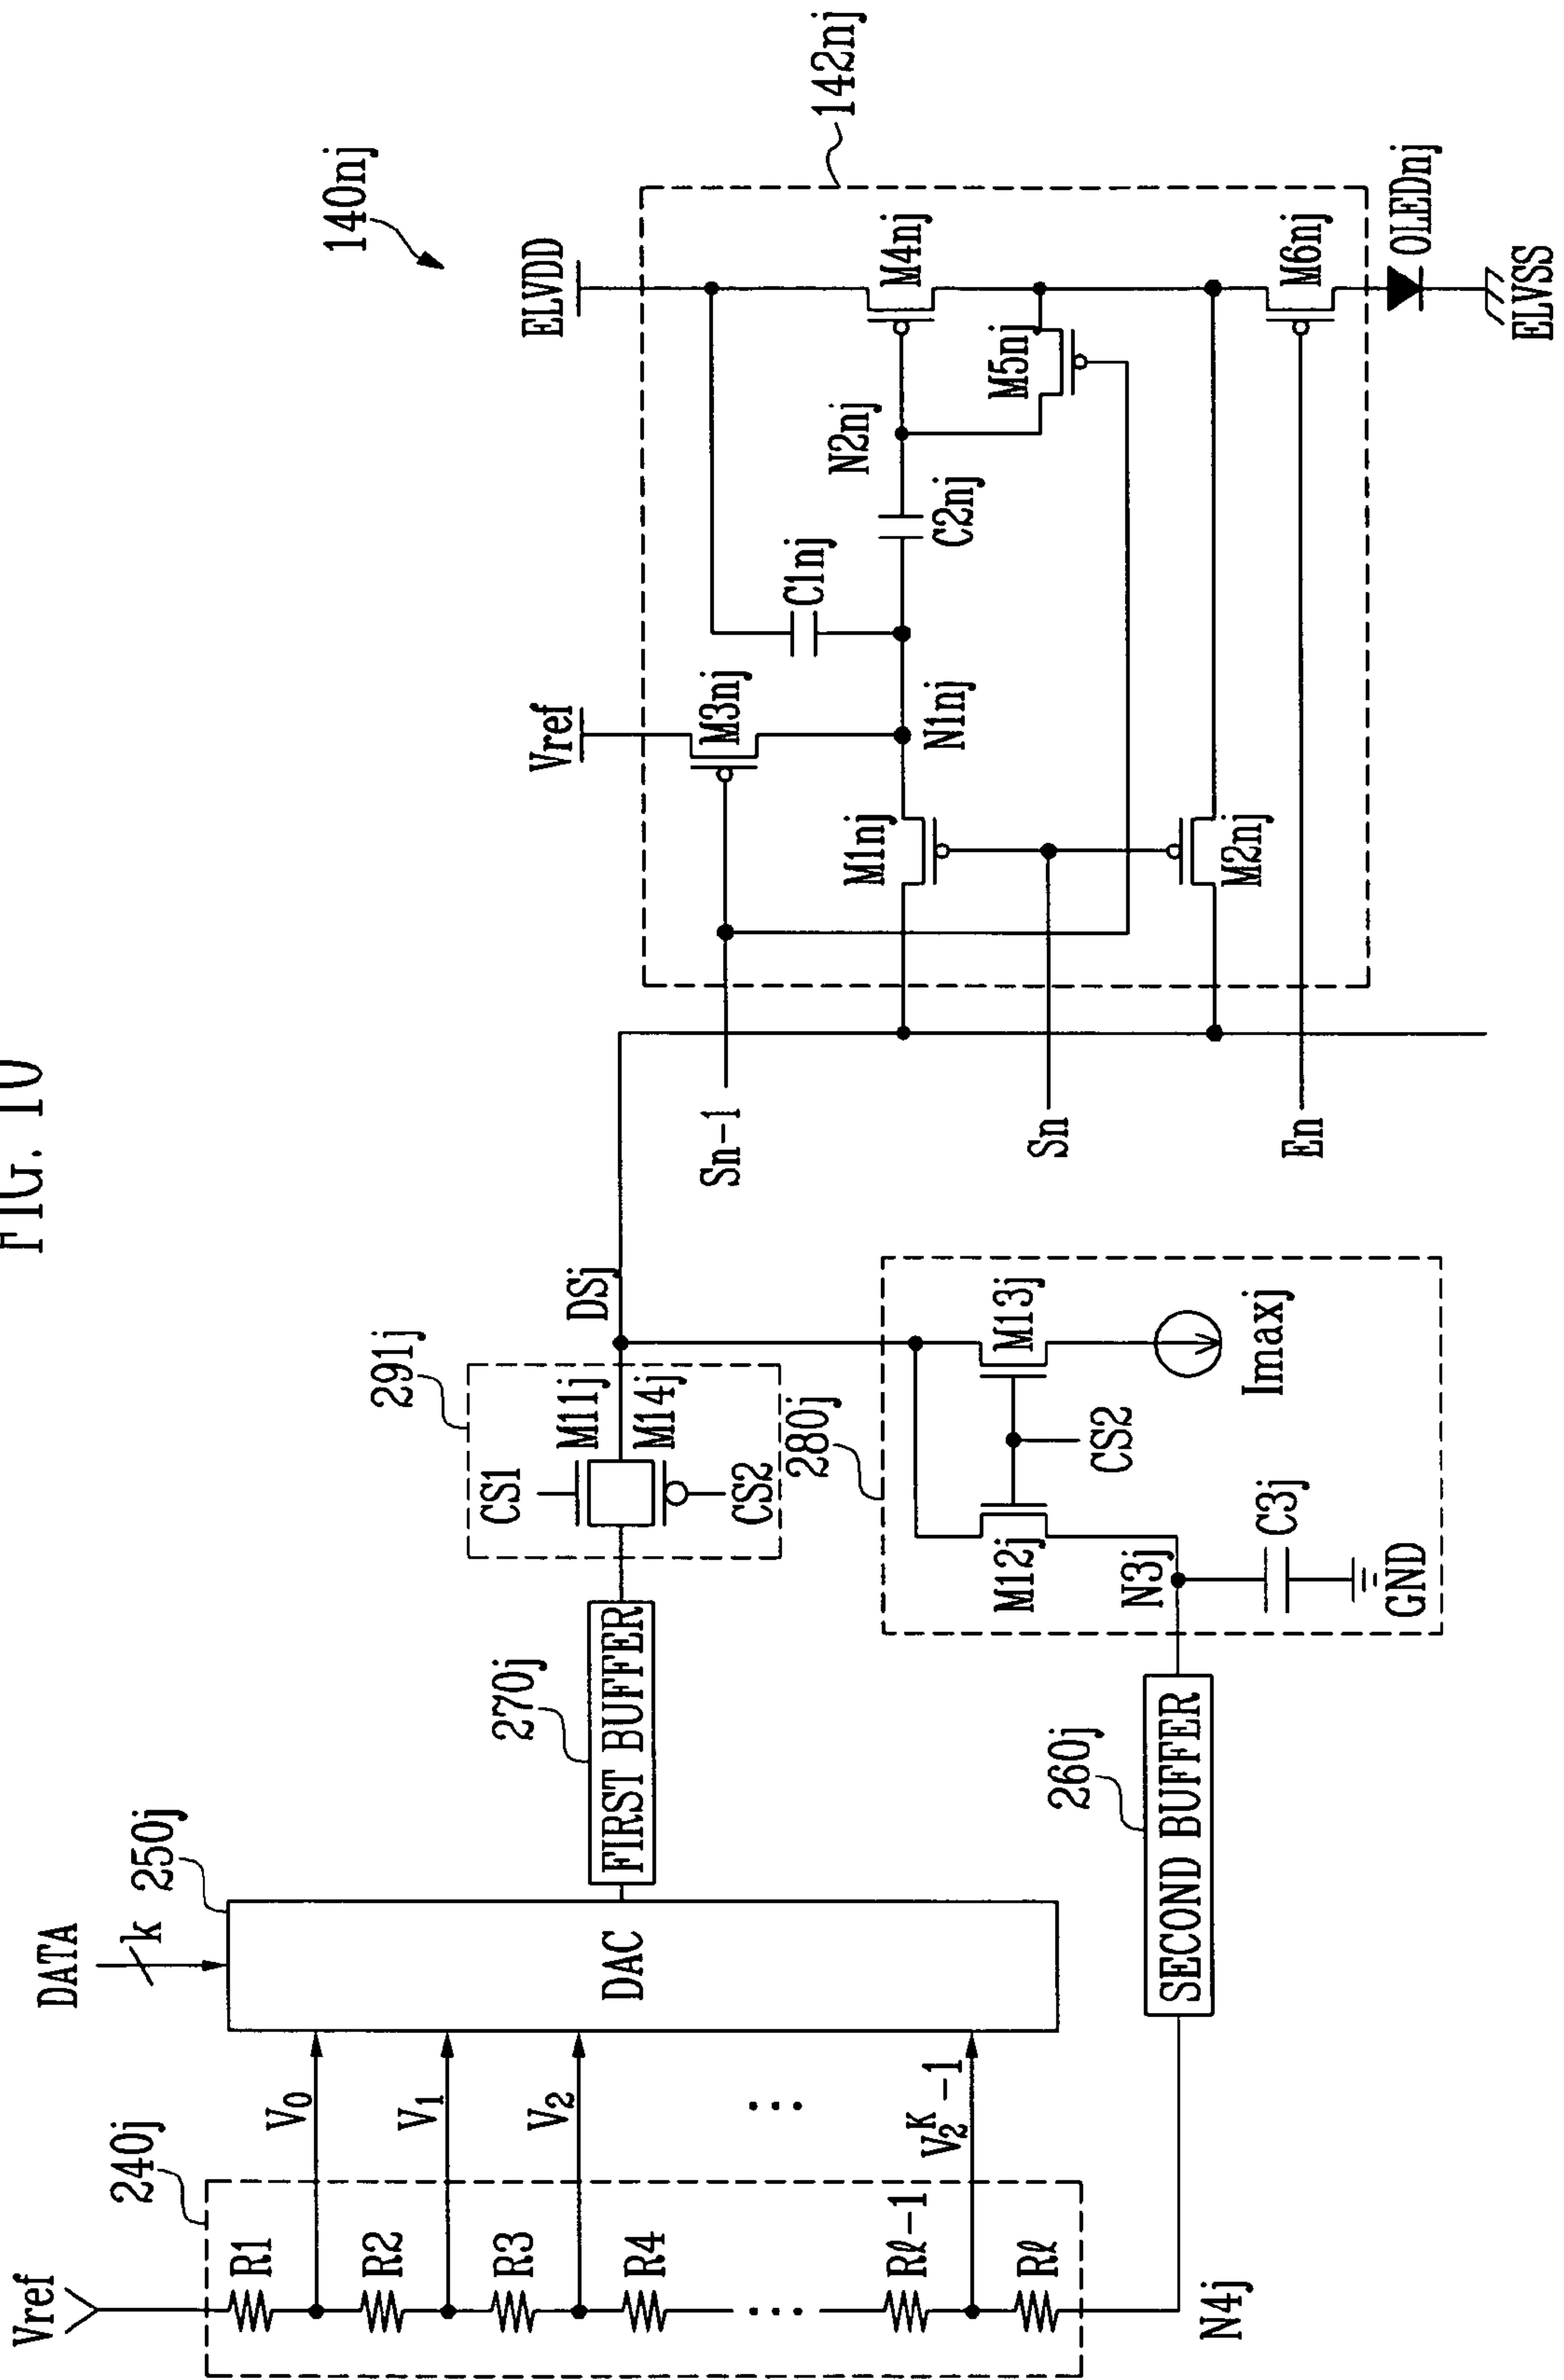 FIG. 10
140nj
142nj
ELVDD
Vref
M3nj
C1nj
N2nj
M4nj
N1nj
C2nj
M5nj
M1nj
M2nj
M6nj
OLEDnj
ELVSS
Sn-1
Sn
En
DSj
291j
CS1
M11j
M14j
CS2
280j
M12j
M13j
CS2
N3j
C3j
GND
Imaxj
270j
FIRST BUFFER
260j
SECOND BUFFER
DATA
k
250j
DAC
V0
V1
V2
...
V2K-1
240j
Vref
R1
R2
R3
R4
...
Rℓ-1
Rℓ
N4j